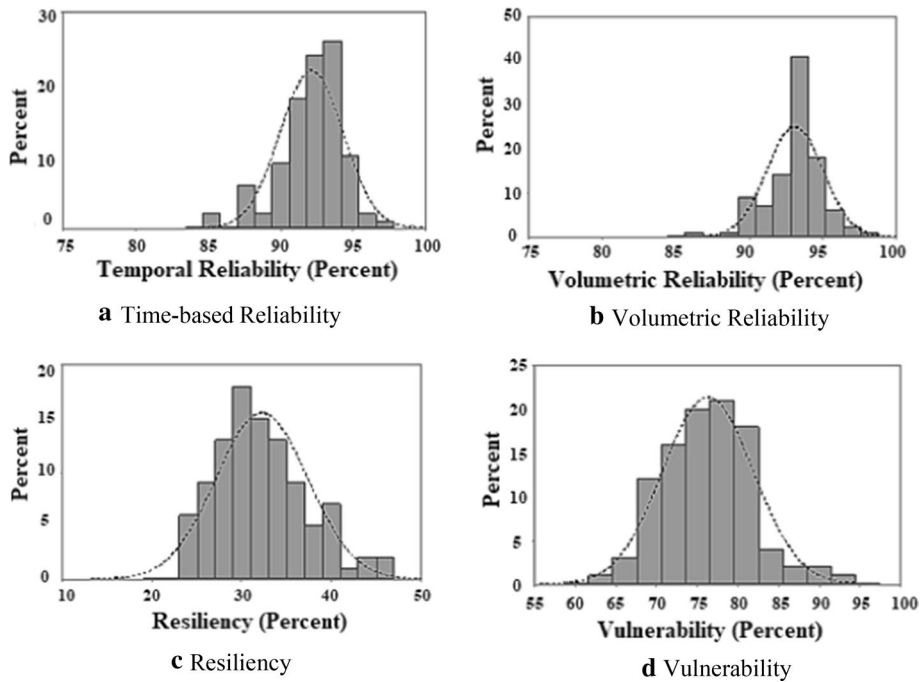 30
20
10
0
Percent
75 80 85 90 95 100
Temporal Reliability (Percent)
a Time-based Reliability
50
40
30
20
10
0
Percent
75 80 85 90 95 100
Volumetric Reliability (Percent)
b Volumetric Reliability
20
15
10
5
0
Percent
10 20 30 40 50
Resiliency (Percent)
c Resiliency
25
20
15
10
5
0
Percent
55 60 65 70 75 80 85 90 95 100
Vulnerability (Percent)
d Vulnerability